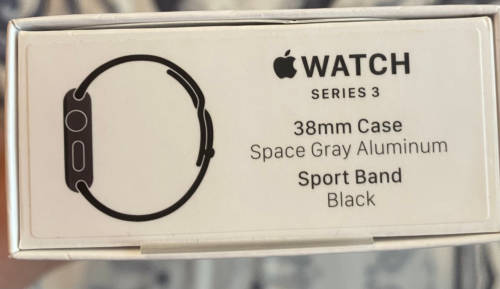 WATCH
SERIES 3
38mm Case
Space Gray Aluminum
Sport Band
Black